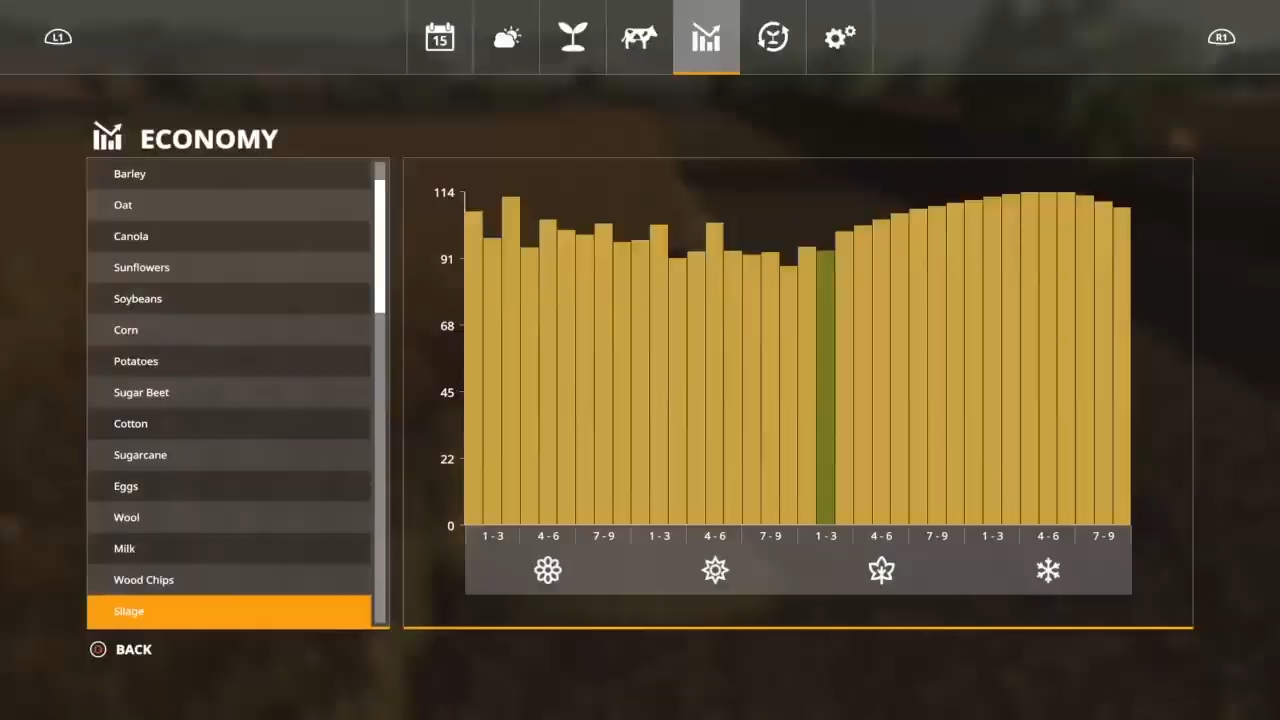 L1
15
R1
ECONOMY
Barley
Oat
Canola
Sunflowers
Soybeans
Corn
Potatoes
Sugar Beet
Cotton
Sugarcane
Eggs
Wool
Milk
Wood Chips
Silage
114
91
68
45
22
0
1 - 3 4 - 6 7 - 9 1 - 3 4 - 6 7 - 9 1 - 3 4 - 6 7 - 9 1 - 3 4 - 6 7 - 9
BACK